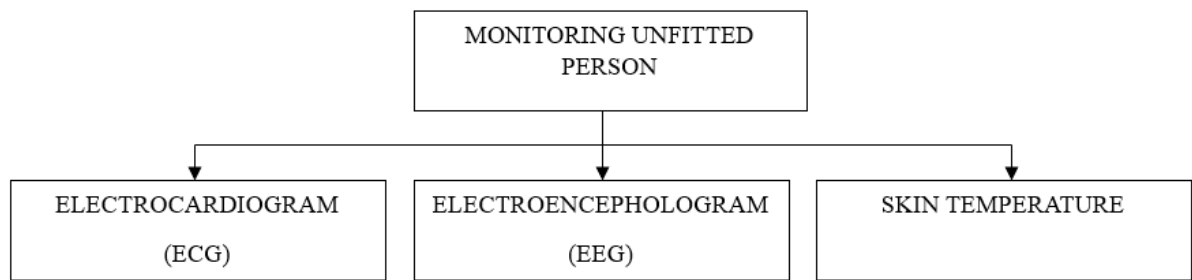 MONITORING UNFITTED
PERSON
ELECTROCARDIOGRAM
(ECG)
ELECTROENCEPHOLOGRAM
(EEG)
SKIN TEMPERATURE